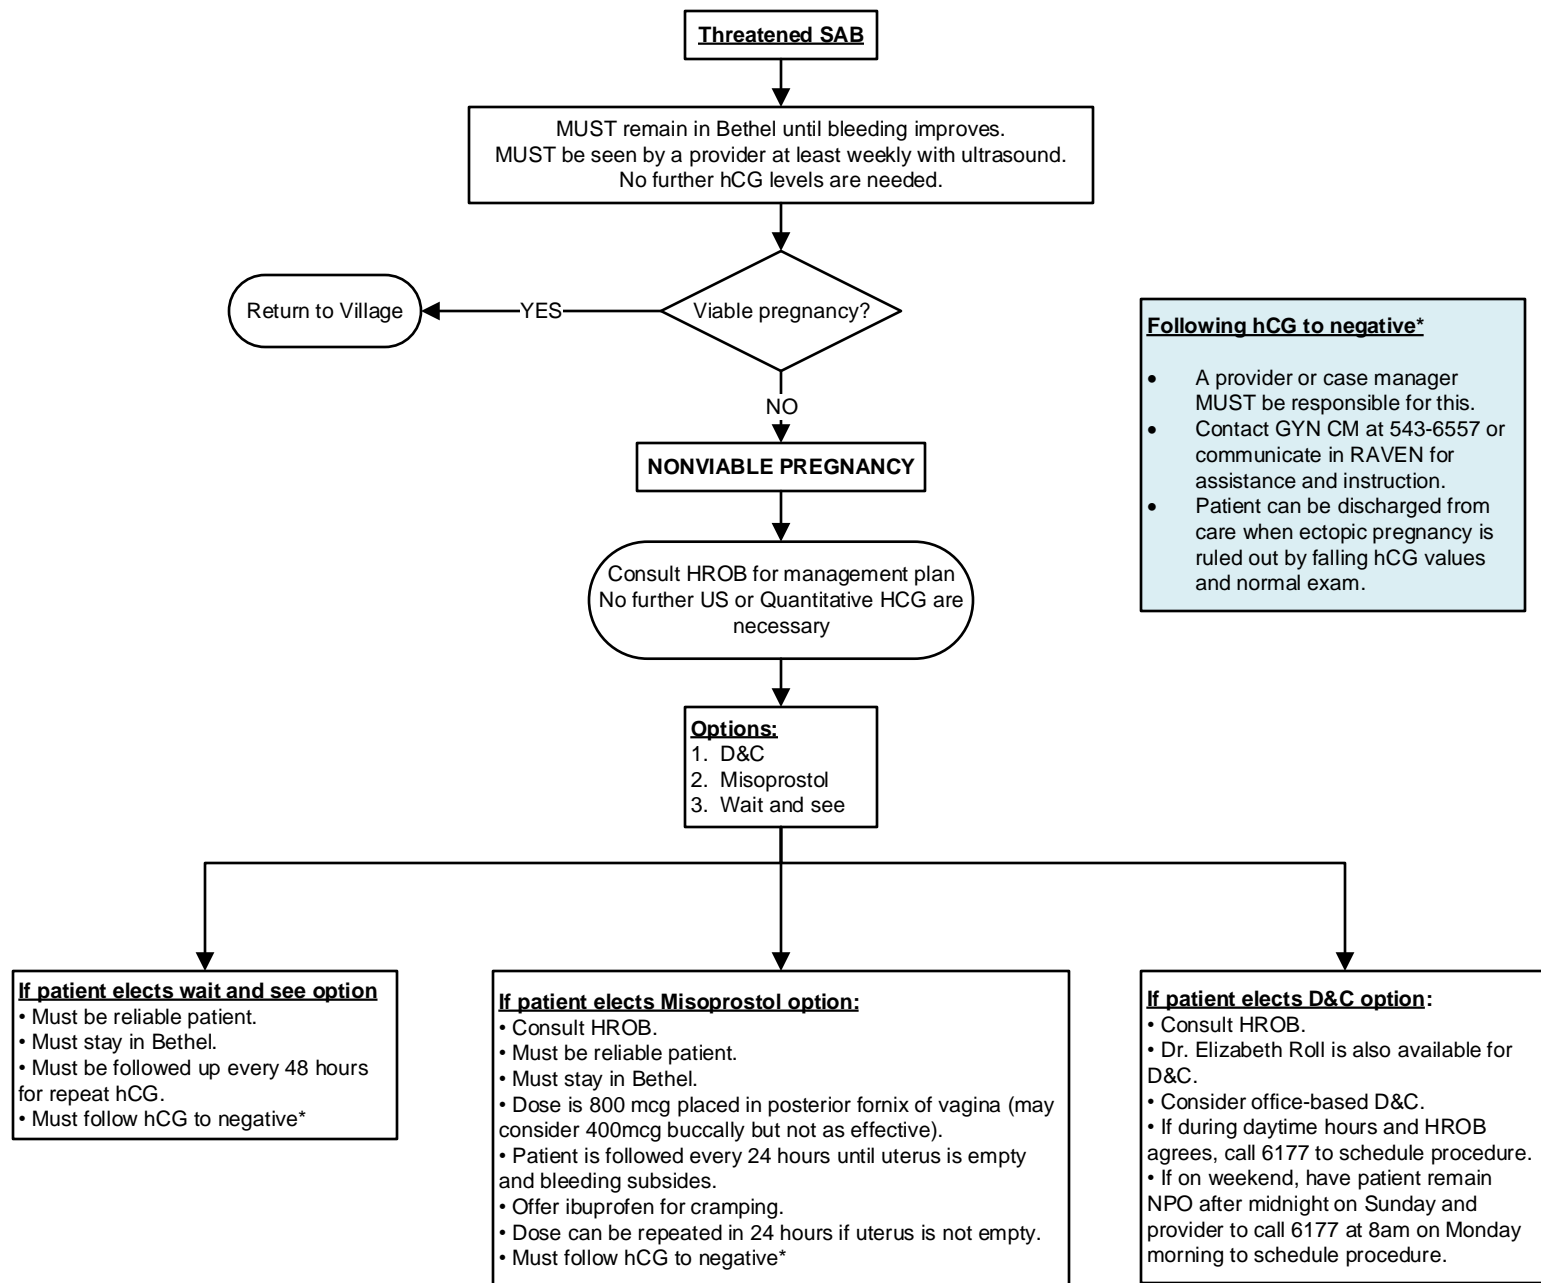 Threatened SAB
MUST remain in Bethel until bleeding improves.
MUST be seen by a provider at least weekly with ultrasound.
No further hCG levels are needed.
Viable pregnancy?
YES
Return to Village
NO
Following hCG to negative*
• A provider or case manager
MUST be responsible for this.
• Contact GYN CM at 543-6557 or
communicate in RAVEN for
assistance and instruction.
• Patient can be discharged from
care when ectopic pregnancy is
ruled out by falling hCG values
and normal exam.
NONVIABLE PREGNANCY
Consult HROB for management plan
No further US or Quantitative HCG are
necessary
Options:
1. D&C
2. Misoprostol
3. Wait and see
If patient elects wait and see option
• Must be reliable patient.
• Must stay in Bethel.
• Must be followed up every 48 hours
for repeat hCG.
• Must follow hCG to negative*
If patient elects Misoprostol option:
• Consult HROB.
• Must be reliable patient.
• Must stay in Bethel.
• Dose is 800 mcg placed in posterior fornix of vagina (may
consider 400mcg buccally but not as effective).
• Patient is followed every 24 hours until uterus is empty
and bleeding subsides.
• Offer ibuprofen for cramping.
• Dose can be repeated in 24 hours if uterus is not empty.
• Must follow hCG to negative*
If patient elects D&C option:
• Consult HROB.
• Dr. Elizabeth Roll is also available for
D&C.
• Consider office-based D&C.
• If during daytime hours and HROB
agrees, call 6177 to schedule procedure.
• If on weekend, have patient remain
NPO after midnight on Sunday and
provider to call 6177 at 8am on Monday
morning to schedule procedure.